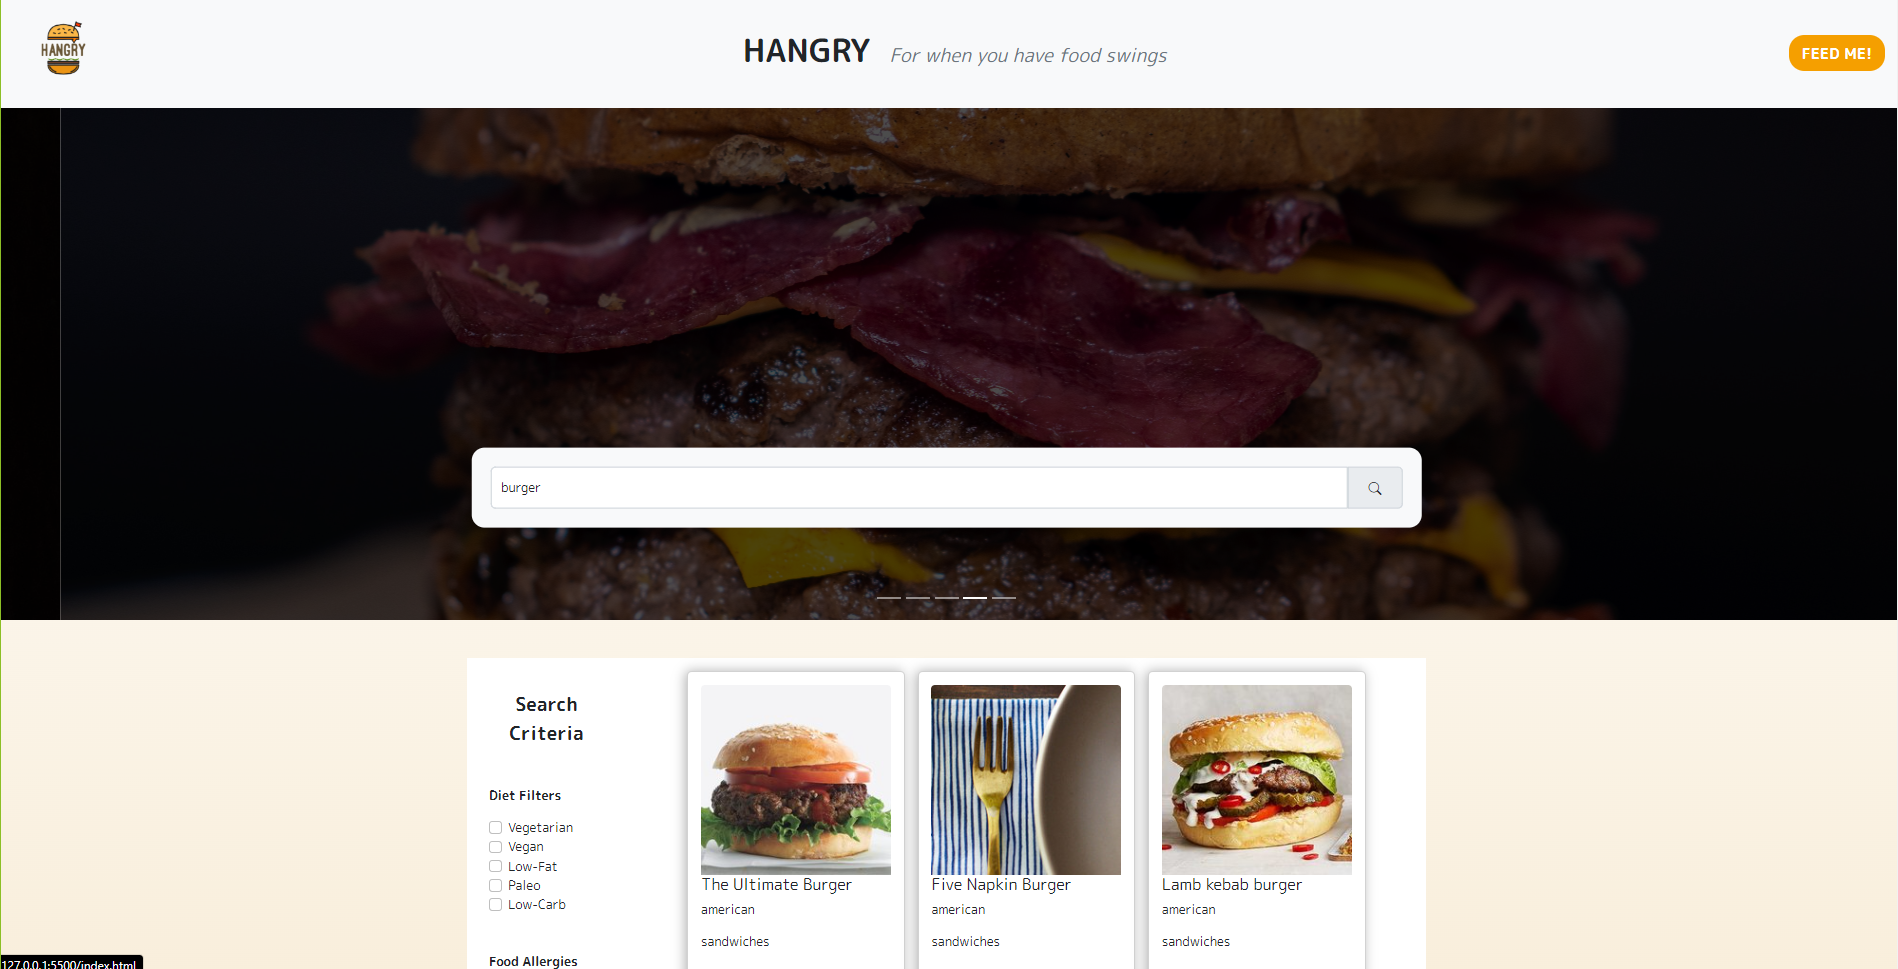 HANGRY
HANGRY For when you have food swings
FEED ME!
burger
Search
Criteria
Diet Filters
Vegetarian
Vegan
Low-Fat
Paleo
Low-Carb
Food Allergies
The Ultimate Burger
american
sandwiches
Five Napkin Burger
american
sandwiches
Lamb kebab burger
american
sandwiches
127.0.0.1:5500/index.html